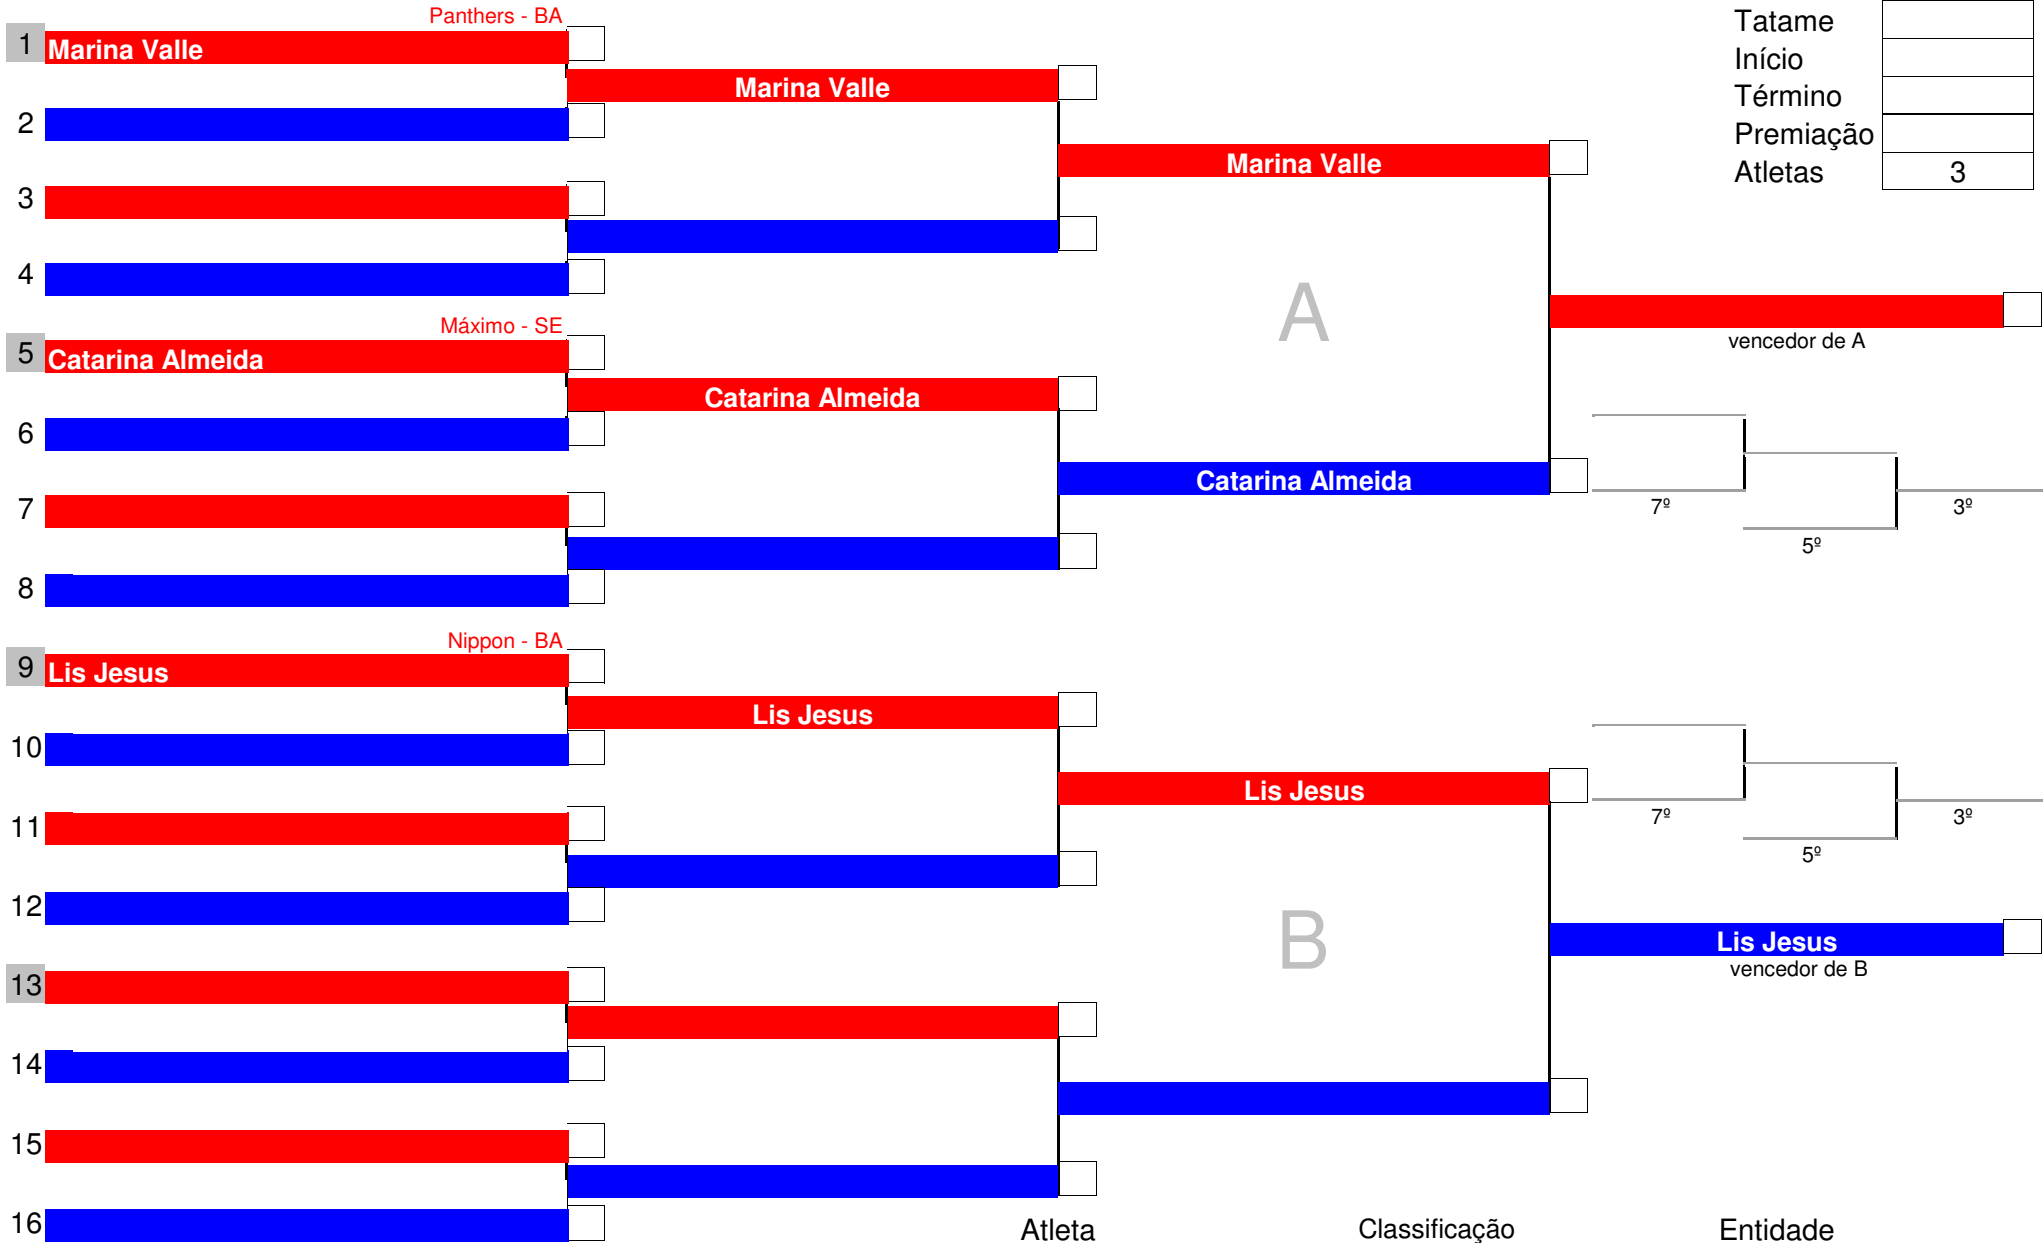 Panthers - BA
1 Marina Valle
Marina Valle
2
Marina Valle
3
4
Máximo - SE
5 Catarina Almeida
Catarina Almeida
6
Catarina Almeida
7
8
A
vencedor de A
7º
5º
3º
Nippon - BA
9 Lis Jesus
Lis Jesus
10
Lis Jesus
11
12
B
7º
5º
3º
Lis Jesus
vencedor de B
13
14
15
16
Tatame
Início
Término
Premiação
Atletas 3
Atleta Classificação Entidade